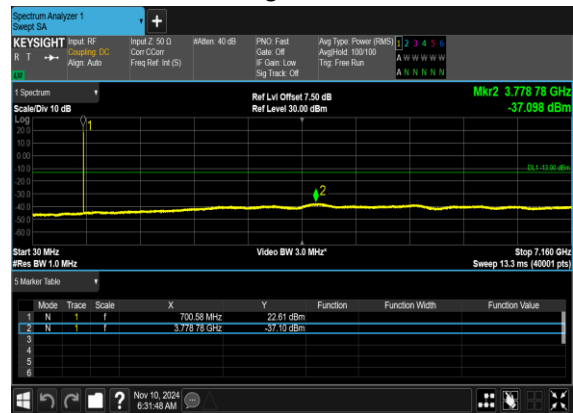 Spectrum Analyzer 1
Swept SA
+
KEYSIGHT Input: RF Input Z: 50 Ω #Atten: 40 dB PNO: Fast Avg Type: Power (RMS) 1 2 3 4 5 6
R T Coupling: DC Corr CCorr Gate: Off Avg|Hold: 100/100 A W W W W W
Align: Auto Freq Ref: Int (S) IF Gain: Low Trig: Free Run
LW Sig Track: Off A N N N N N
1 Spectrum Ref Lvl Offset 7.50 dB Mkr2 3.778 78 GHz
Scale/Div 10 dB Ref Level 30.00 dBm -37.098 dBm
Log
20.0
10.0
0.00
-10.0
-20.0
-30.0
-40.0
-50.0
-60.0
1
DL1 -13.00 dBm
2
Start 30 MHz Video BW 3.0 MHz* Stop 7.160 GHz
#Res BW 1.0 MHz Sweep 13.3 ms (40001 pts)
5 Marker Table
Mode Trace Scale X Y Function Function Width Function Value
1 N 1 f 700.58 MHz 22.61 dBm
2 N 1 f 3.778 78 GHz -37.10 dBm
3
4
5
6
? Nov 10, 2024
6:31:48 AM